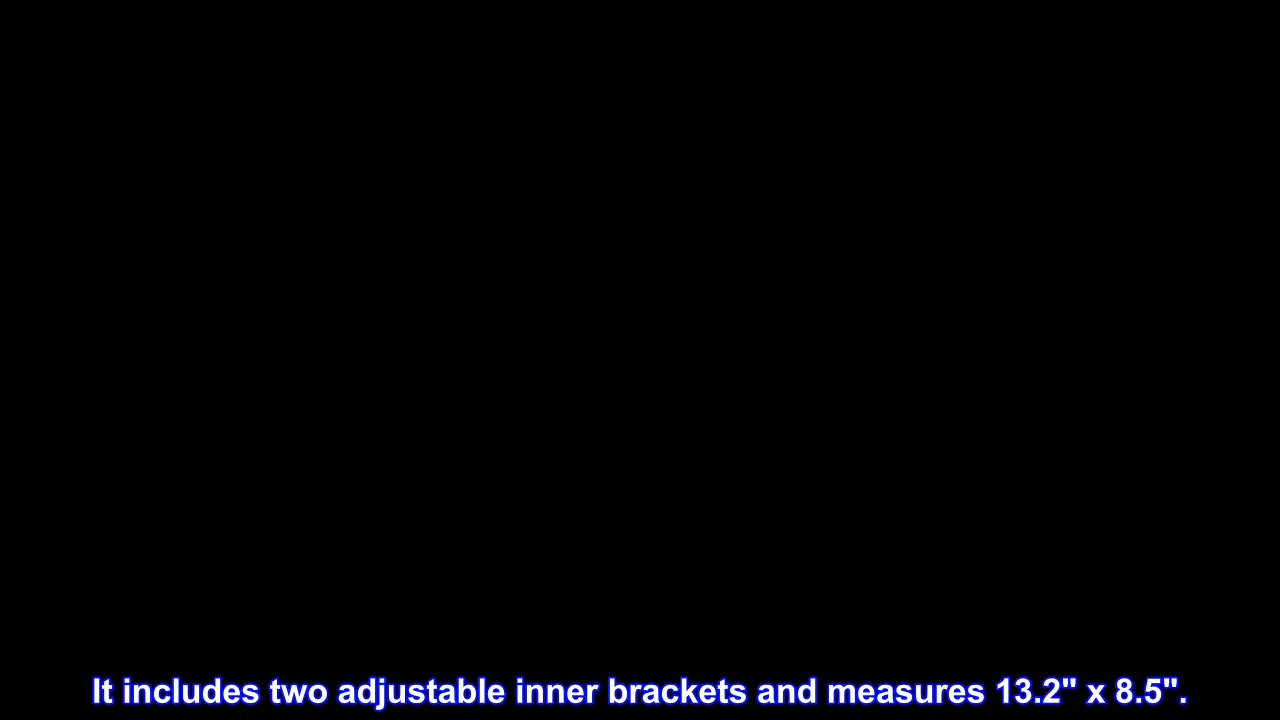 It includes two adjustable inner brackets and measures 13.2" x 8.5".